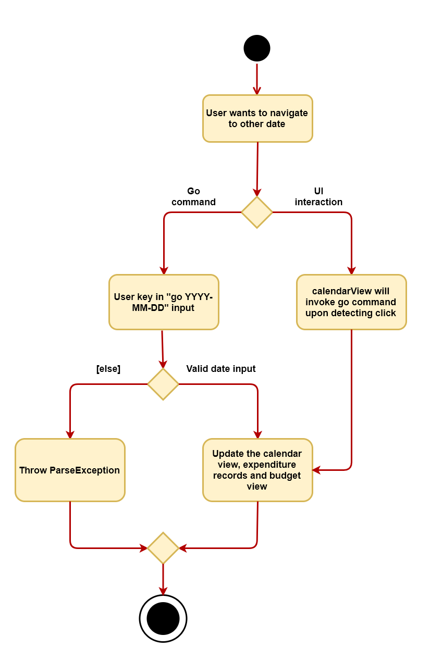 User wants to navigate
to other date
Go
command
UI
interaction
User key in "go YYYY-
MM-DD" input
calendarView will
invoke go command
upon detecting click
[else]
Valid date input
Throw ParseException
Update the calendar
view, expenditure
records and budget
view